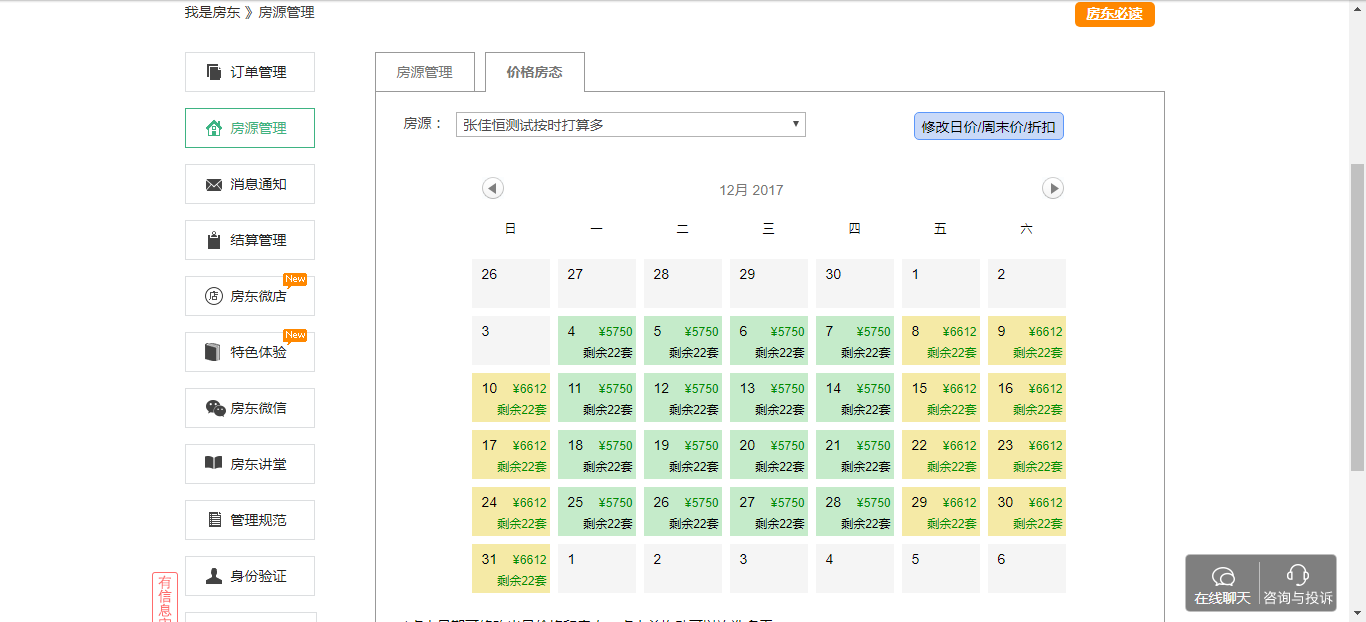 我是房东 》房源管理
房东必读
订单管理
房源管理
消息通知
结算管理
New
房东微店
New
特色体验
房东微信
房东讲堂
管理规范
身份验证
有信息
房源管理
价格房态
房源：
张佳恒测试按时打算多
修改日价/周末价/折扣
12月 2017
日 一 二 三 四 五 六
26 27 28 29 30 1 2
3 4 ¥5750 5 ¥5750 6 ¥5750 7 ¥5750 8 ¥6612 9 ¥6612
剩余22套 剩余22套 剩余22套 剩余22套 剩余22套 剩余22套
10 ¥6612 11 ¥5750 12 ¥5750 13 ¥5750 14 ¥5750 15 ¥6612 16 ¥6612
剩余22套 剩余22套 剩余22套 剩余22套 剩余22套 剩余22套 剩余22套
17 ¥6612 18 ¥5750 19 ¥5750 20 ¥5750 21 ¥5750 22 ¥6612 23 ¥6612
剩余22套 剩余22套 剩余22套 剩余22套 剩余22套 剩余22套 剩余22套
24 ¥6612 25 ¥5750 26 ¥5750 27 ¥5750 28 ¥5750 29 ¥6612 30 ¥6612
剩余22套 剩余22套 剩余22套 剩余22套 剩余22套 剩余22套 剩余22套
31 ¥6612 1 2 3 4 5 6
剩余22套
在线聊天
咨询与投诉